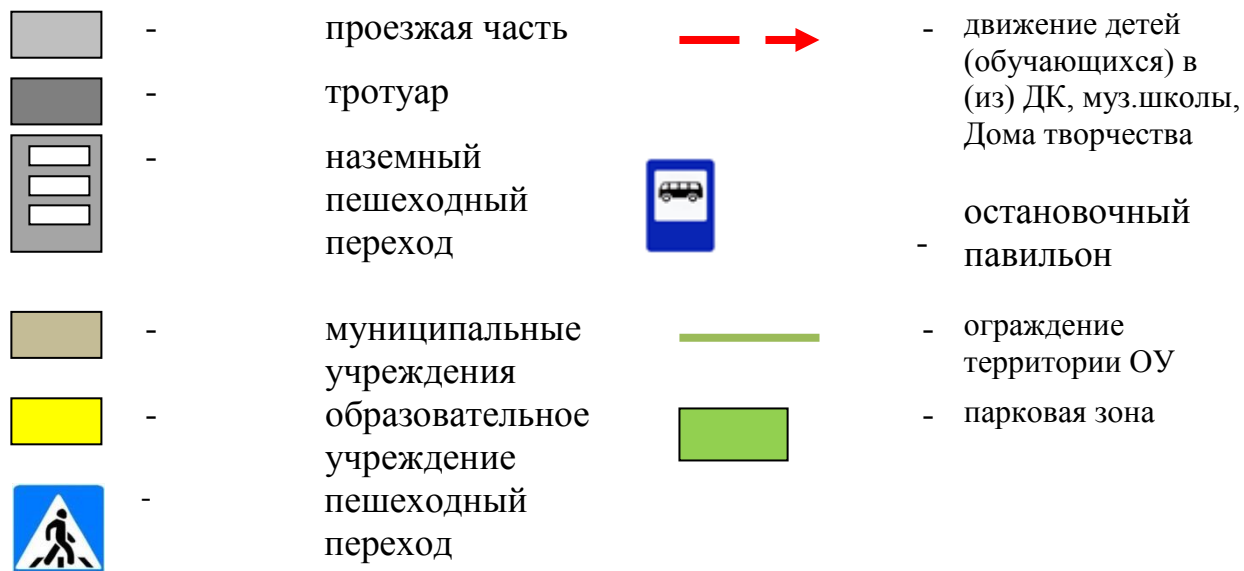 - проезжая часть
- тротуар
- наземный
пешеходный
переход
- муниципальные
учреждения
- образовательное
учреждение
- пешеходный
переход
- движение детей
(обучающихся) в
(из) ДК, муз.школы,
Дома творчества
остановочный
- павильон
- ограждение
территории ОУ
- парковая зона